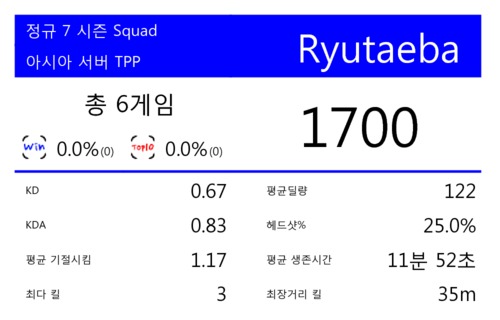 정규 7 시즌 Squad
아시아 서버 TPP
Ryutaeba
총 6게임
Win 0.0%(0) Top10 0.0%(0)
1700
KD 0.67
평균딜량 122
KDA 0.83
헤드샷% 25.0%
평균 기절시킴 1.17
평균 생존시간 11분 52초
최다 킬 3
최장거리 킬 35m